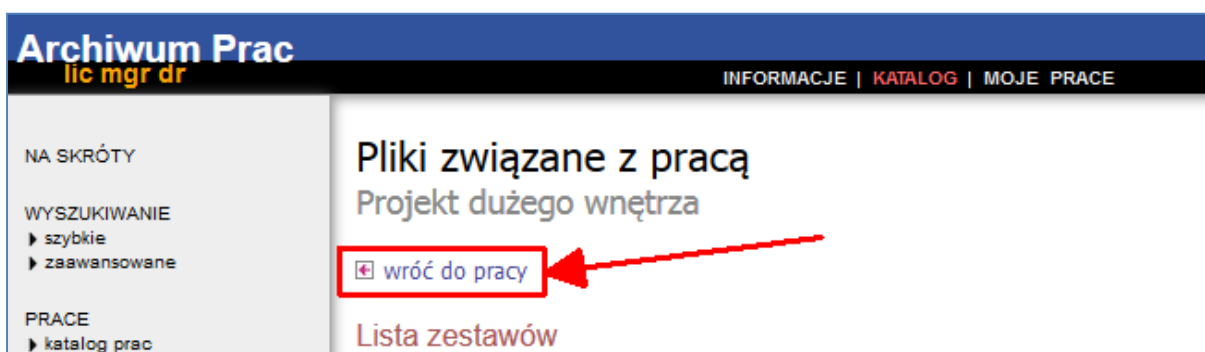 Archiwum Prac
lic mgr dr
INFORMACJE | KATALOG | MOJE PRACE
NA SKRÓTY
WYSZUKIWANIE
szybkie
zaawansowane
PRACE
katalog prac
Pliki związane z pracą
Projekt dużego wnętrza
wróć do pracy
Lista zestawów